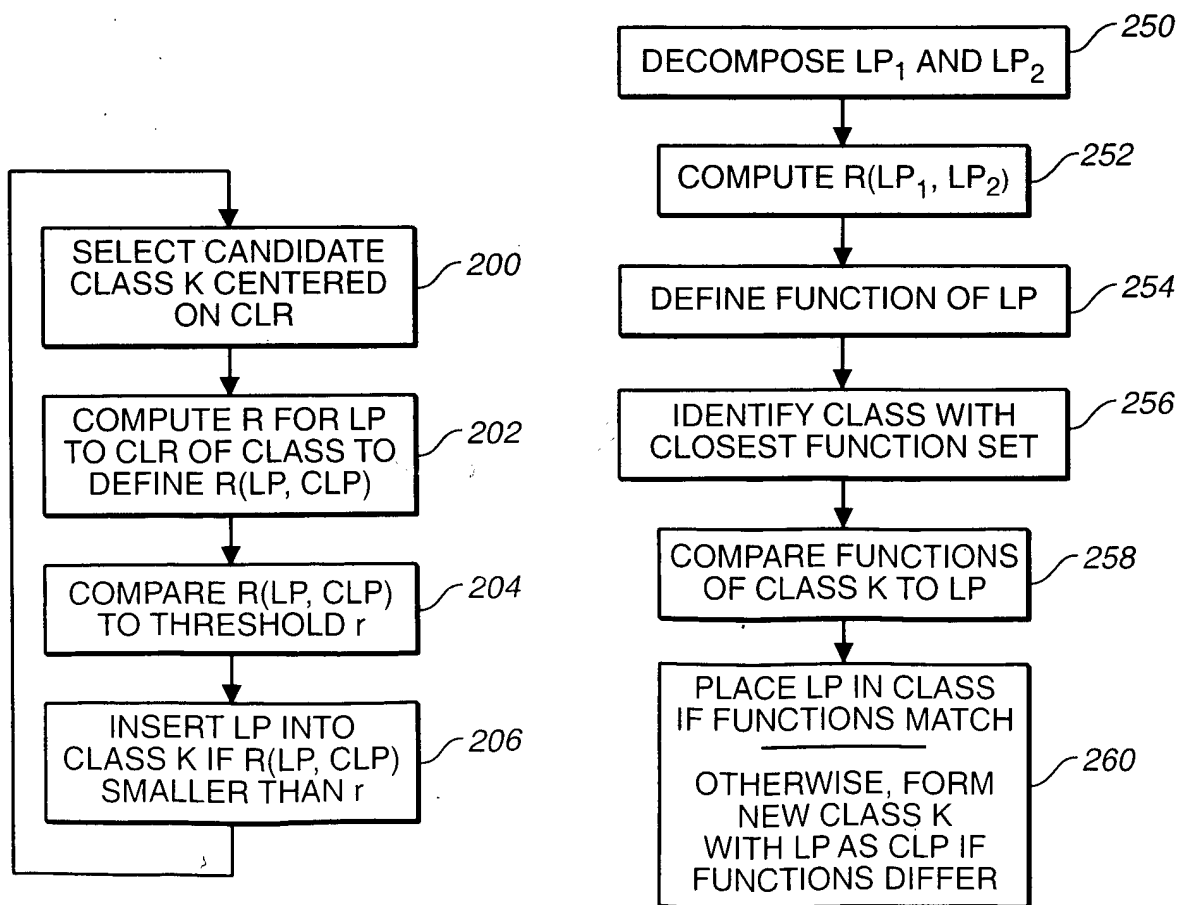 SELECT CANDIDATE
CLASS K CENTERED
ON CLR
200
COMPUTE R FOR LP
TO CLR OF CLASS TO
DEFINE R(LP, CLP)
202
COMPARE R(LP, CLP)
TO THRESHOLD r
204
INSERT LP INTO
CLASS K IF R(LP, CLP)
SMALLER THAN r
206
DECOMPOSE LP₁ AND LP₂
250
COMPUTE R(LP₁, LP₂)
252
DEFINE FUNCTION OF LP
254
IDENTIFY CLASS WITH
CLOSEST FUNCTION SET
256
COMPARE FUNCTIONS
OF CLASS K TO LP
258
PLACE LP IN CLASS
IF FUNCTIONS MATCH
OTHERWISE, FORM
NEW CLASS K
WITH LP AS CLP IF
FUNCTIONS DIFFER
260